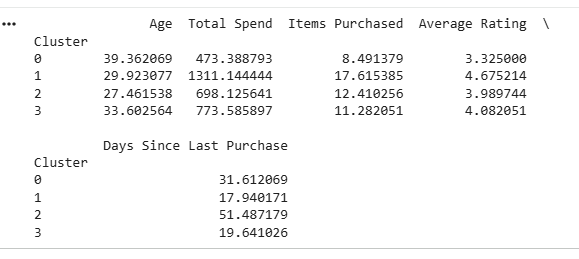 Age Total Spend Items Purchased Average Rating \
Cluster
0 39.362069 473.388793 8.491379 3.325000
1 29.923077 1311.144444 17.615385 4.675214
2 27.461538 698.125641 12.410256 3.989744
3 33.602564 773.585897 11.282051 4.082051
Days Since Last Purchase
Cluster
0 31.612069
1 17.940171
2 51.487179
3 19.641026